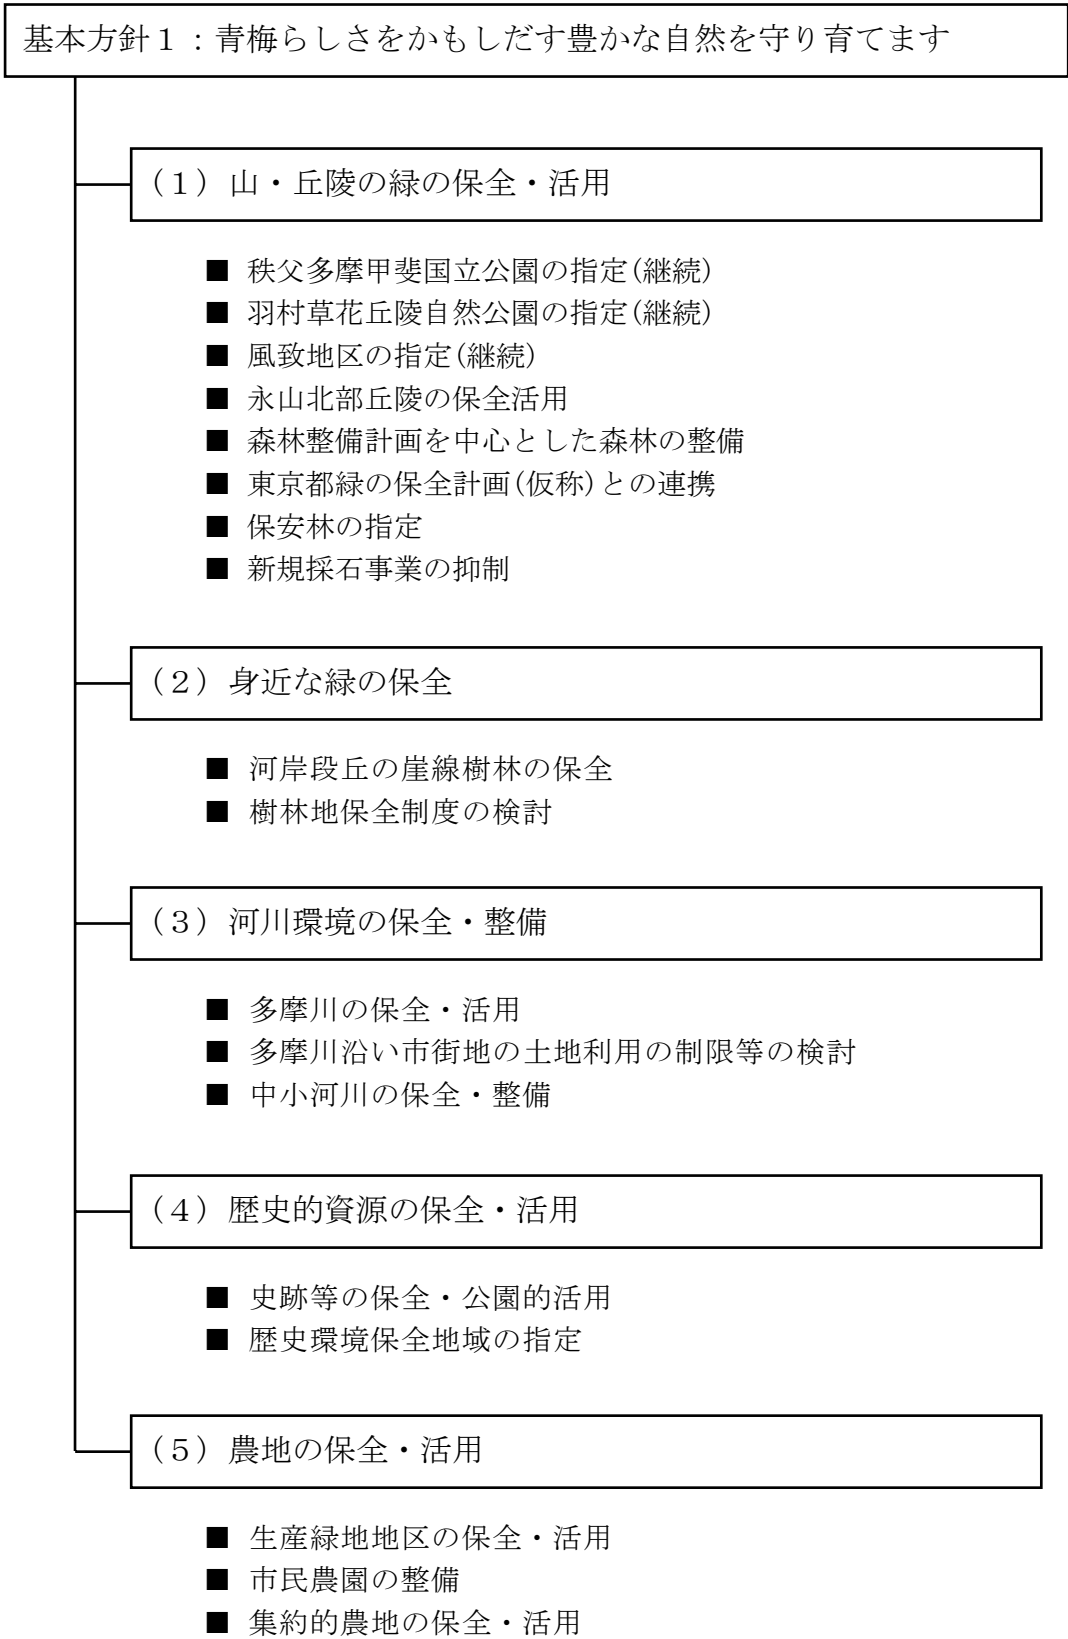 基本方針１：青梅らしさをかもしだす豊かな自然を守り育てます
（１）山・丘陵の緑の保全・活用
■ 秩父多摩甲斐国立公園の指定(継続)
■ 羽村草花丘陵自然公園の指定(継続)
■ 風致地区の指定(継続)
■ 永山北部丘陵の保全活用
■ 森林整備計画を中心とした森林の整備
■ 東京都緑の保全計画(仮称)との連携
■ 保安林の指定
■ 新規採石事業の抑制
（２）身近な緑の保全
■ 河岸段丘の崖線樹林の保全
■ 樹林地保全制度の検討
（３）河川環境の保全・整備
■ 多摩川の保全・活用
■ 多摩川沿い市街地の土地利用の制限等の検討
■ 中小河川の保全・整備
（４）歴史的資源の保全・活用
■ 史跡等の保全・公園的活用
■ 歴史環境保全地域の指定
（５）農地の保全・活用
■ 生産緑地地区の保全・活用
■ 市民農園の整備
■ 集約的農地の保全・活用